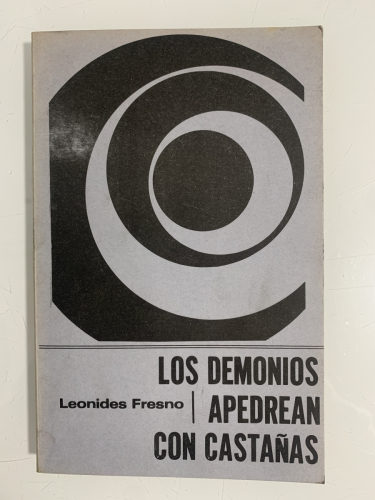 LOS DEMONIOS
Leonides Fresno | APEDREAN
CON CASTAÑAS